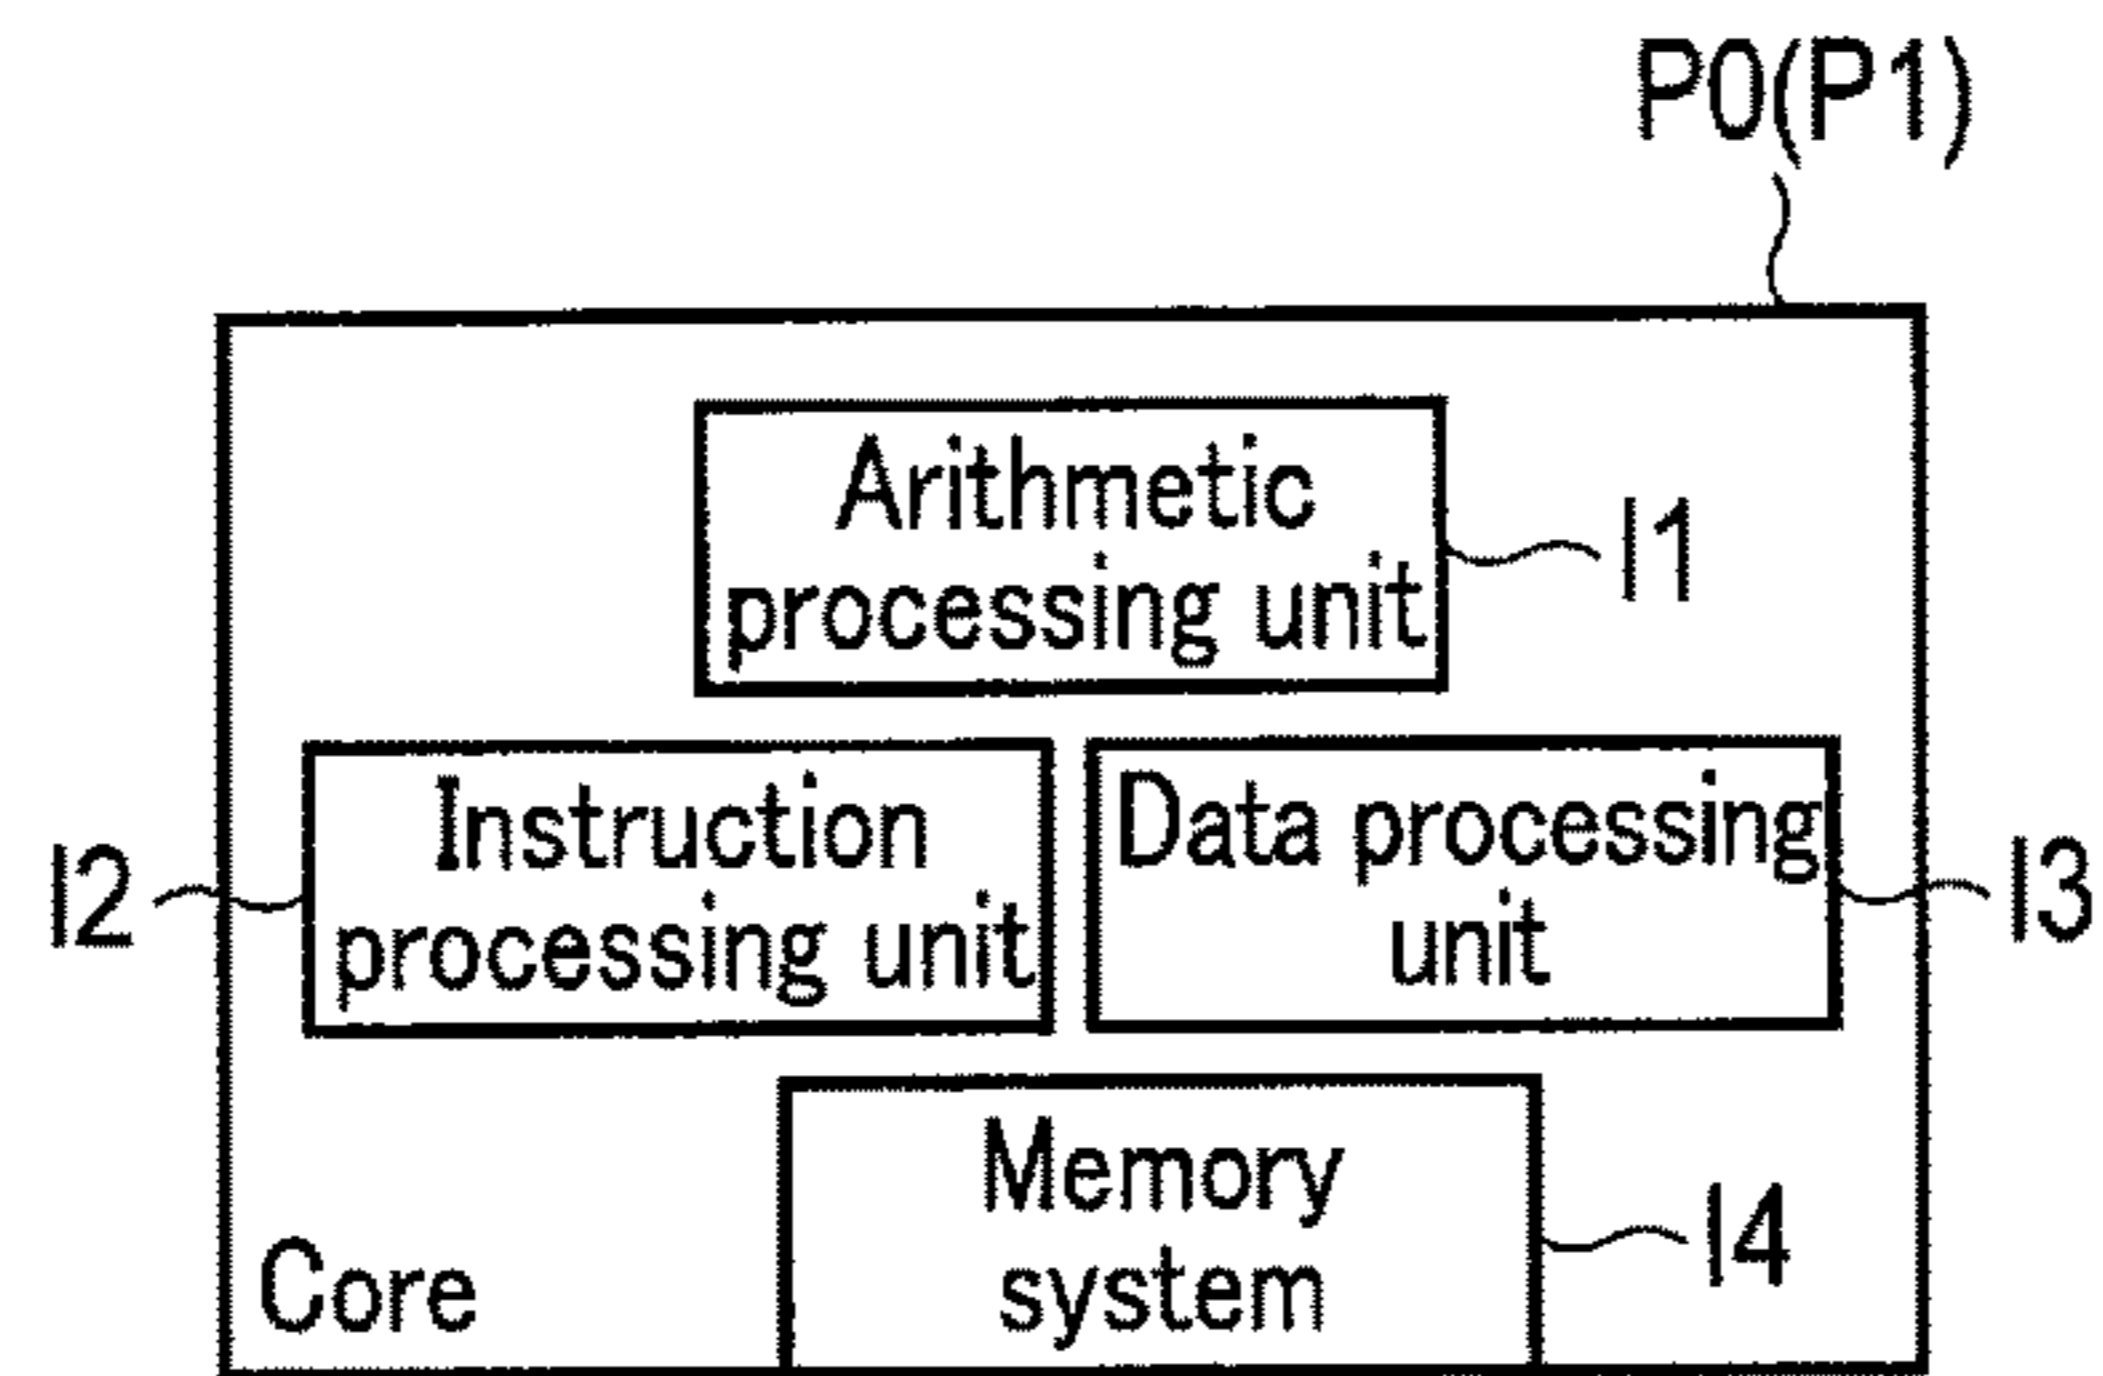 P0(P1)
Arithmetic
processing unit
I1
I2
Instruction
processing unit
Data processing
unit
I3
Memory
system
I4
Core